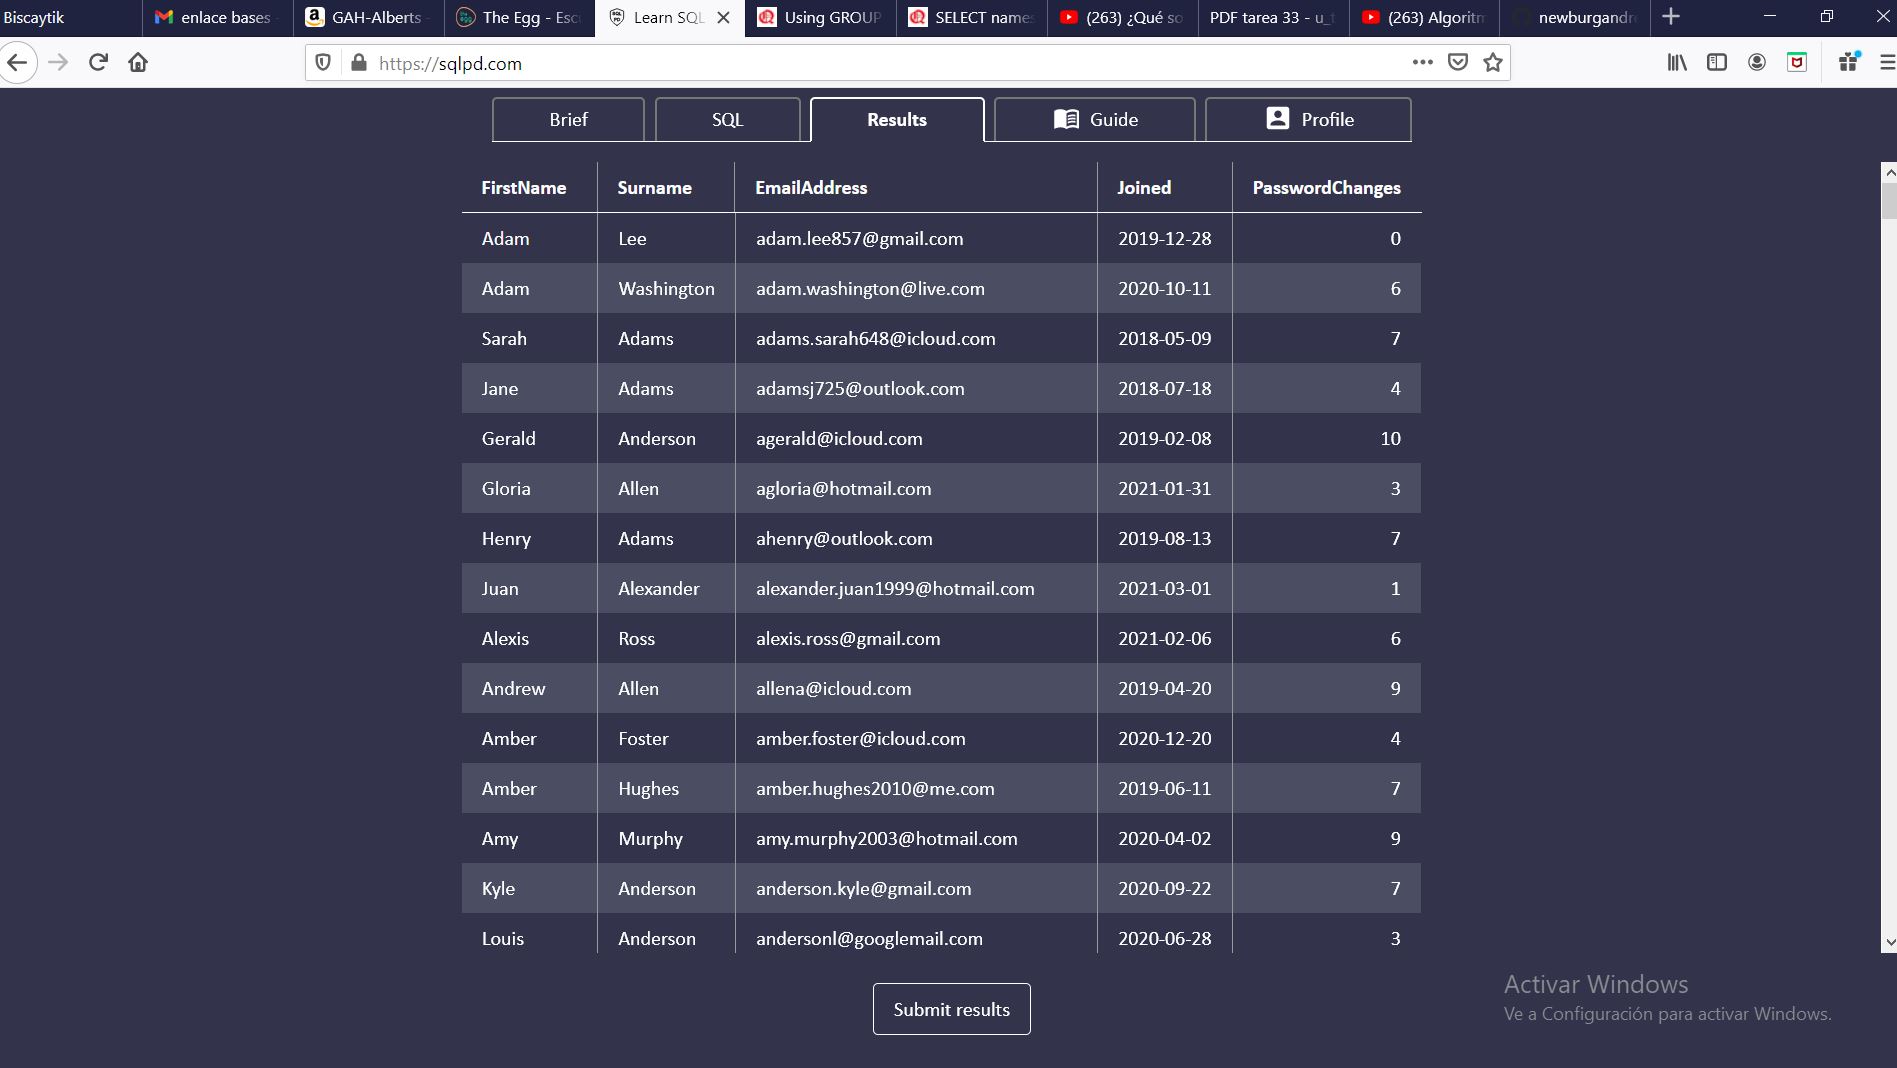 Biscaytik enlace bases GAH-Alberts - The Egg - Escu Learn SQL Using GROUP SELECT names (263) ¿Qué so PDF tarea 33 - u_t (263) Algoritm newburgandre
https://sqlpd.com
Brief SQL Results Guide Profile
FirstName Surname EmailAddress Joined PasswordChanges
Adam Lee adam.lee857@gmail.com 2019-12-28 0
Adam Washington adam.washington@live.com 2020-10-11 6
Sarah Adams adams.sarah648@icloud.com 2018-05-09 7
Jane Adams adamsj725@outlook.com 2018-07-18 4
Gerald Anderson agerald@icloud.com 2019-02-08 10
Gloria Allen agloria@hotmail.com 2021-01-31 3
Henry Adams ahenry@outlook.com 2019-08-13 7
Juan Alexander alexander.juan1999@hotmail.com 2021-03-01 1
Alexis Ross alexis.ross@gmail.com 2021-02-06 6
Andrew Allen allena@icloud.com 2019-04-20 9
Amber Foster amber.foster@icloud.com 2020-12-20 4
Amber Hughes amber.hughes2010@me.com 2019-06-11 7
Amy Murphy amy.murphy2003@hotmail.com 2020-04-02 9
Kyle Anderson anderson.kyle@gmail.com 2020-09-22 7
Louis Anderson andersonl@googlemail.com 2020-06-28 3
Submit results
Activar Windows
Ve a Configuración para activar Windows.